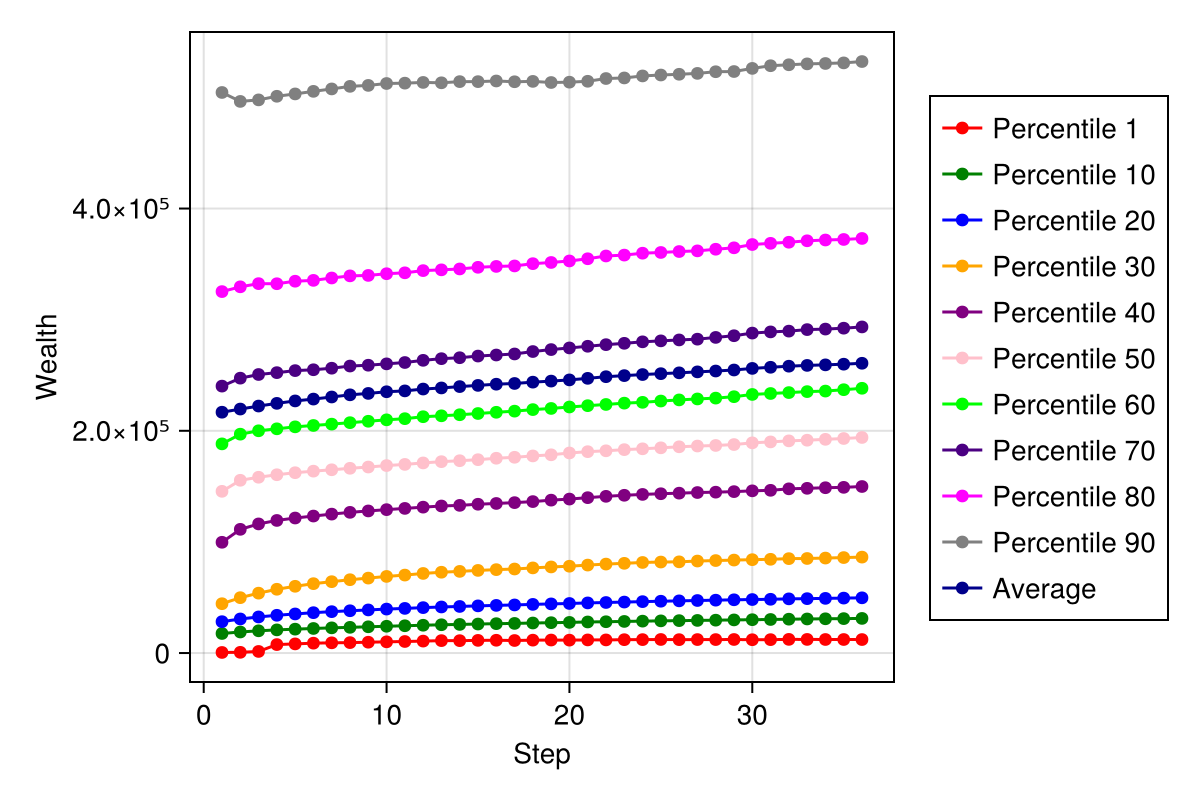 4.0×10⁵
2.0×10⁵
0
Wealth
0 10 20 30
Step
Percentile 1
Percentile 10
Percentile 20
Percentile 30
Percentile 40
Percentile 50
Percentile 60
Percentile 70
Percentile 80
Percentile 90
Average